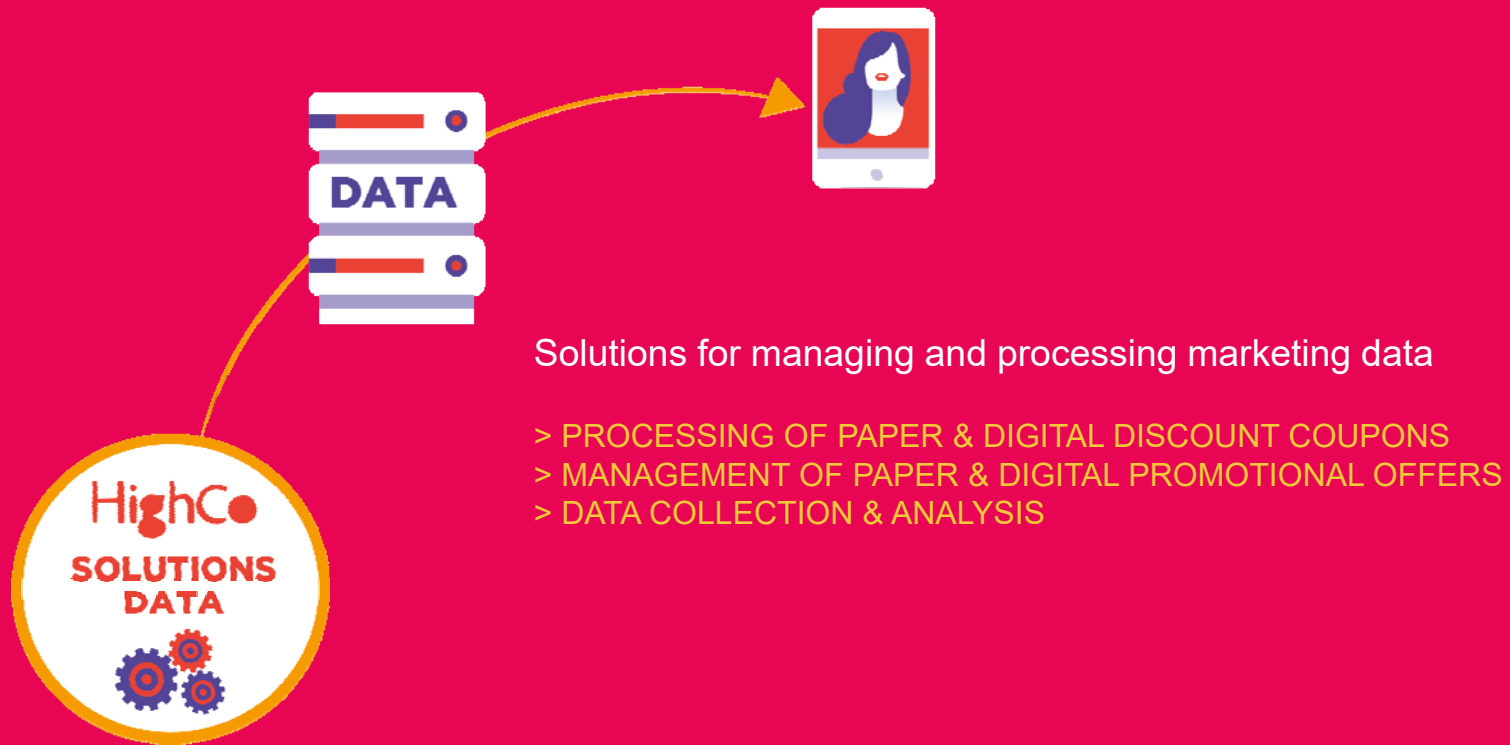 DATA
Solutions for managing and processing marketing data
> PROCESSING OF PAPER & DIGITAL DISCOUNT COUPONS
> MANAGEMENT OF PAPER & DIGITAL PROMOTIONAL OFFERS
> DATA COLLECTION & ANALYSIS
HighCo
SOLUTIONS
DATA